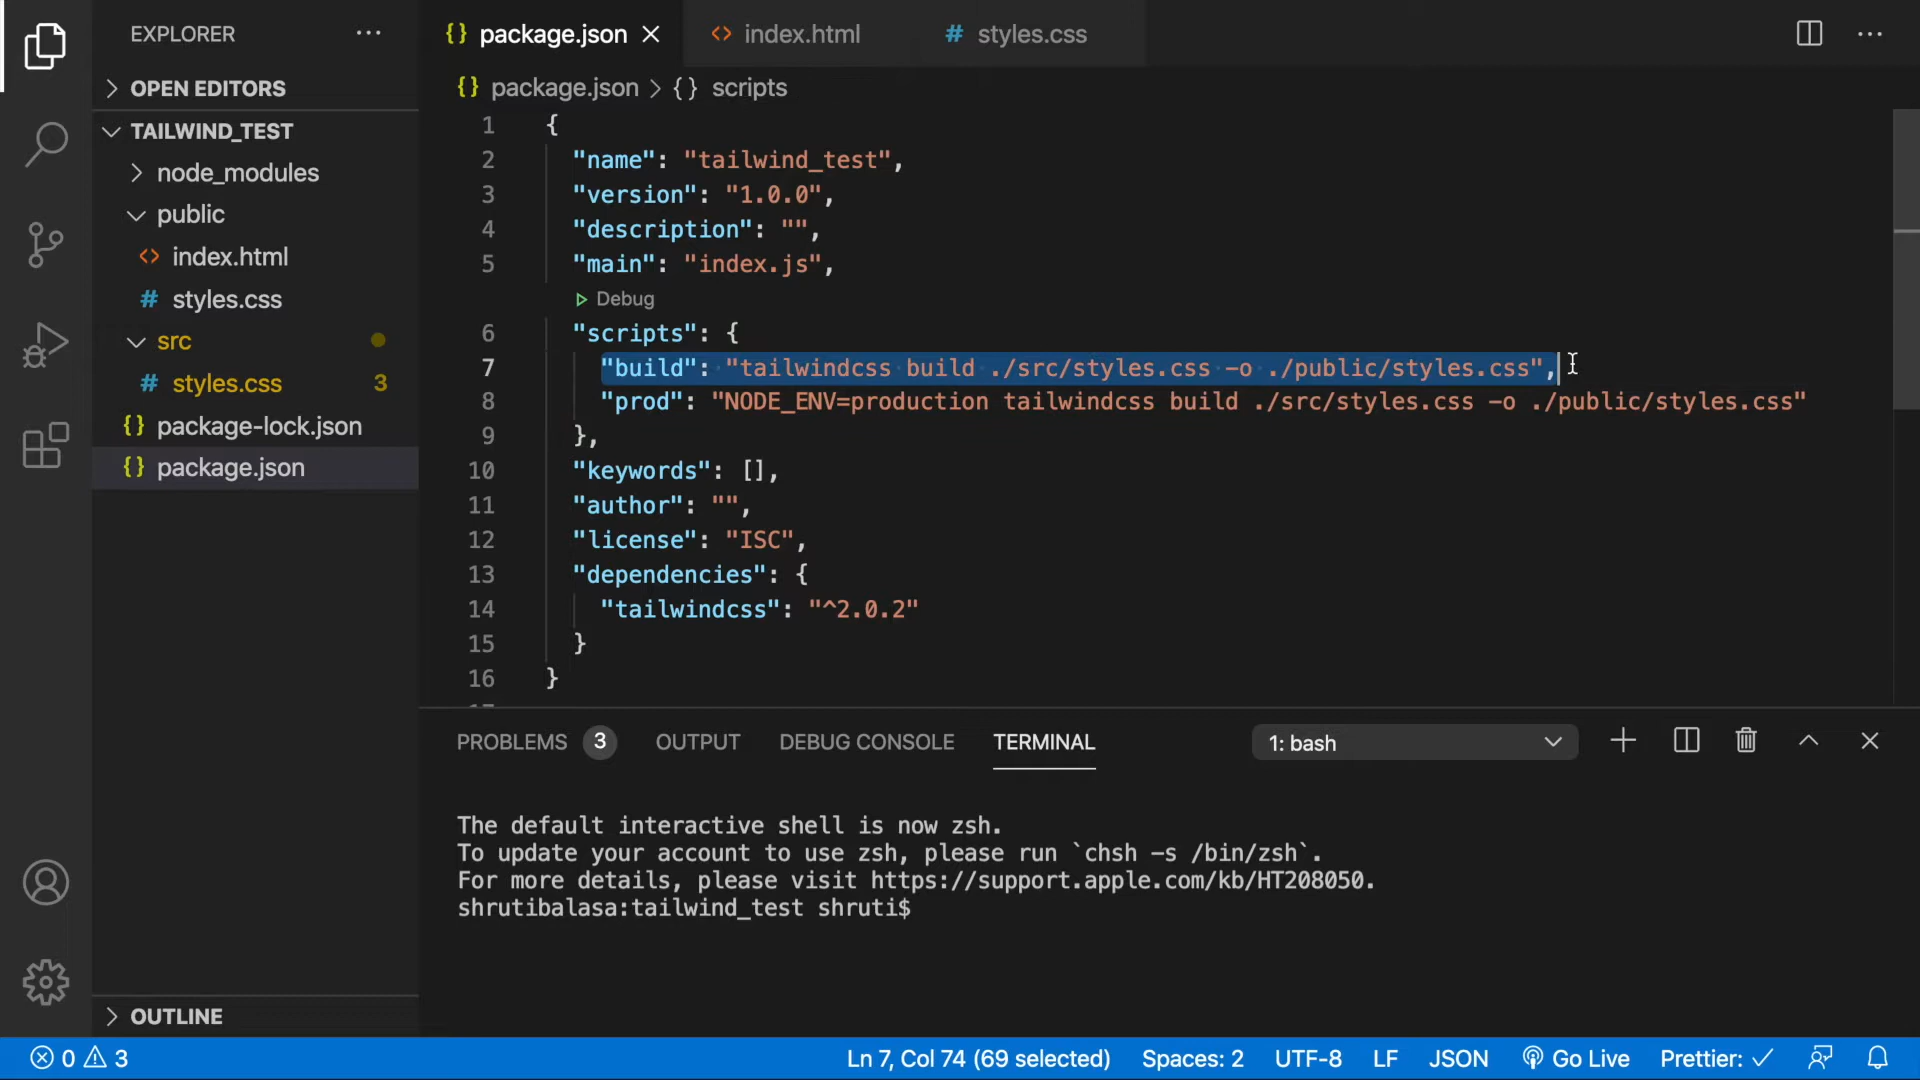 EXPLORER
OPEN EDITORS
TAILWIND_TEST
node_modules
public
index.html
styles.css
src
styles.css 3
package-lock.json
package.json
OUTLINE
package.json index.html styles.css
package.json > {} scripts
1 {
2 "name": "tailwind_test",
3 "version": "1.0.0",
4 "description": "",
5 "main": "index.js",
Debug
6 "scripts": {
7 "build": "tailwindcss build ./src/styles.css -o ./public/styles.css",
8 "prod": "NODE_ENV=production tailwindcss build ./src/styles.css -o ./public/styles.css"
9 },
10 "keywords": [],
11 "author": "",
12 "license": "ISC",
13 "dependencies": {
14 "tailwindcss": "^2.0.2"
15 }
16 }
PROBLEMS 3 OUTPUT DEBUG CONSOLE TERMINAL 1: bash
The default interactive shell is now zsh.
To update your account to use zsh, please run `chsh -s /bin/zsh`.
For more details, please visit https://support.apple.com/kb/HT208050.
shrutibalasa:tailwind_test shruti$
0 3 Ln 7, Col 74 (69 selected) Spaces: 2 UTF-8 LF JSON Go Live Prettier: ✓